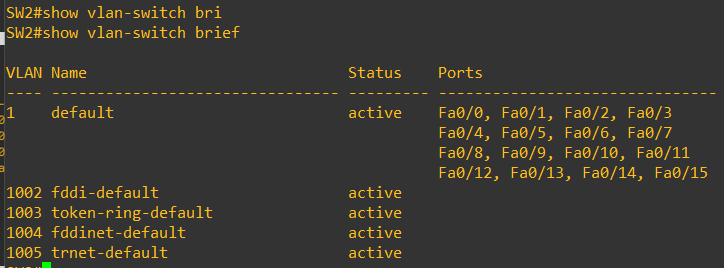 SW2#show vlan-switch bri
SW2#show vlan-switch brief
VLAN Name                             Status    Ports
---- -------------------------------- --------- -------------------------------
1    default                          active    Fa0/0, Fa0/1, Fa0/2, Fa0/3
                                                Fa0/4, Fa0/5, Fa0/6, Fa0/7
                                                Fa0/8, Fa0/9, Fa0/10, Fa0/11
                                                Fa0/12, Fa0/13, Fa0/14, Fa0/15
1002 fddi-default                     active
1003 token-ring-default               active
1004 fddinet-default                  active
1005 trnet-default                    active